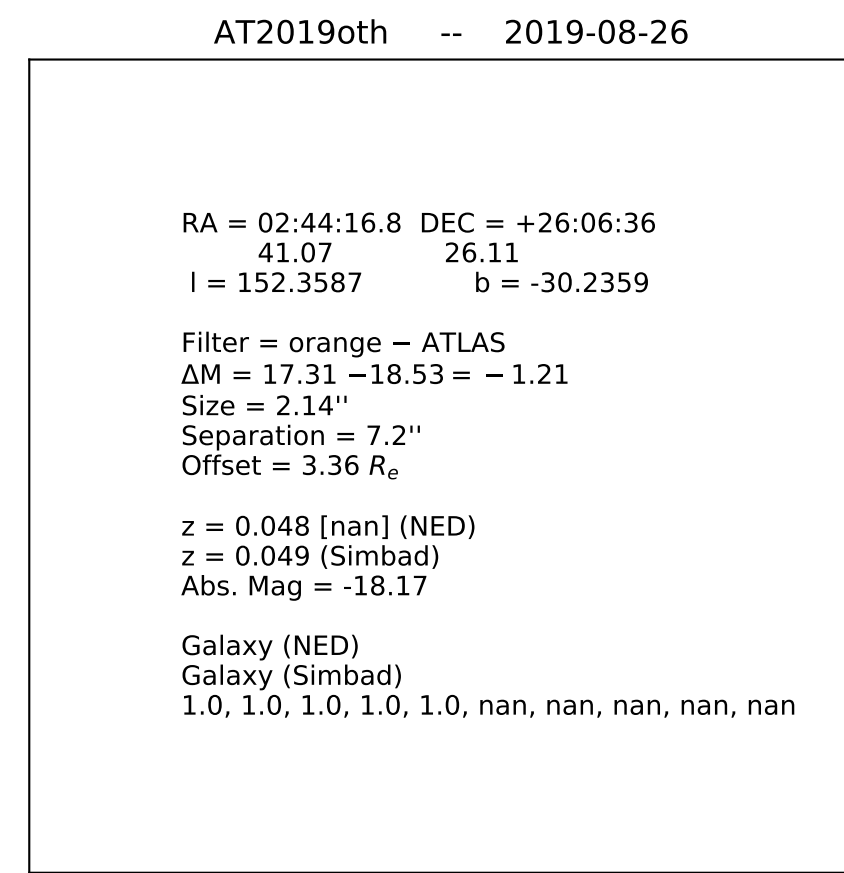 AT2019oth -- 2019-08-26
RA = 02:44:16.8 DEC = +26:06:36
41.07 26.11
l = 152.3587 b = -30.2359
Filter = orange − ATLAS
ΔM = 17.31 −18.53 = − 1.21
Size = 2.14''
Separation = 7.2''
Offset = 3.36 Rₑ
z = 0.048 [nan] (NED)
z = 0.049 (Simbad)
Abs. Mag = -18.17
Galaxy (NED)
Galaxy (Simbad)
1.0, 1.0, 1.0, 1.0, 1.0, nan, nan, nan, nan, nan